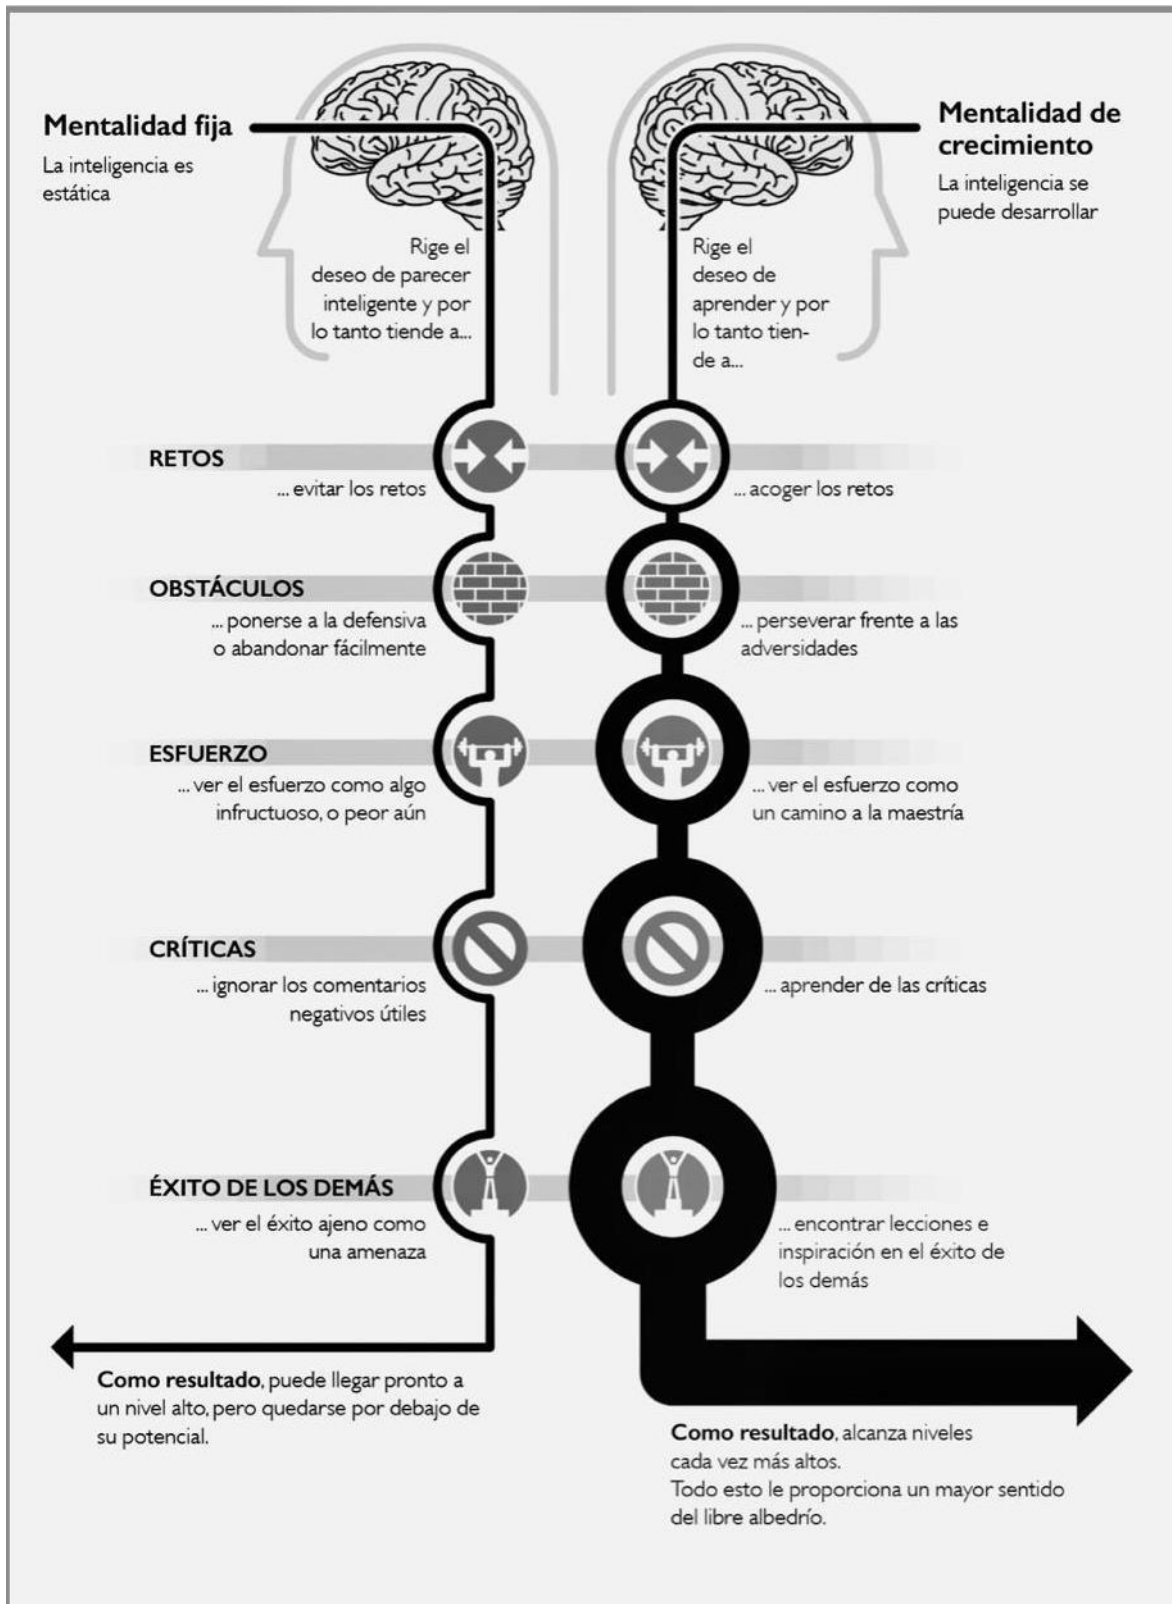 Mentalidad fija
La inteligencia es
estática
Mentalidad de
crecimiento
La inteligencia se
puede desarrollar
Rige el
deseo de parecer
inteligente y por
lo tanto tiende a...
Rige el
deseo de
aprender y por
lo tanto tien-
de a...
RETOS
... evitar los retos
... acoger los retos
OBSTÁCULOS
... ponerse a la defensiva
o abandonar fácilmente
... perseverar frente a las
adversidades
ESFUERZO
... ver el esfuerzo como algo
infructuoso, o peor aún
... ver el esfuerzo como
un camino a la maestría
CRÍTICAS
... ignorar los comentarios
negativos útiles
... aprender de las críticas
ÉXITO DE LOS DEMÁS
... ver el éxito ajeno como
una amenaza
... encontrar lecciones e
inspiración en el éxito de
los demás
Como resultado, puede llegar pronto a
un nivel alto, pero quedarse por debajo de
su potencial.
Como resultado, alcanza niveles
cada vez más altos.
Todo esto le proporciona un mayor sentido
del libre albedrío.